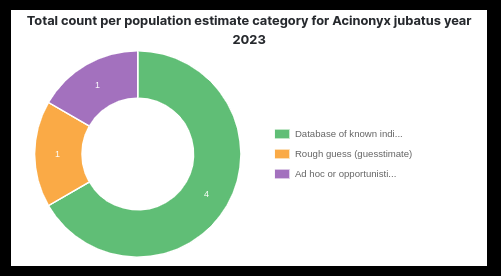 Total count per population estimate category for Acinonyx jubatus year
2023
1
1
4
Database of known indi...
Rough guess (guesstimate)
Ad hoc or opportunisti...